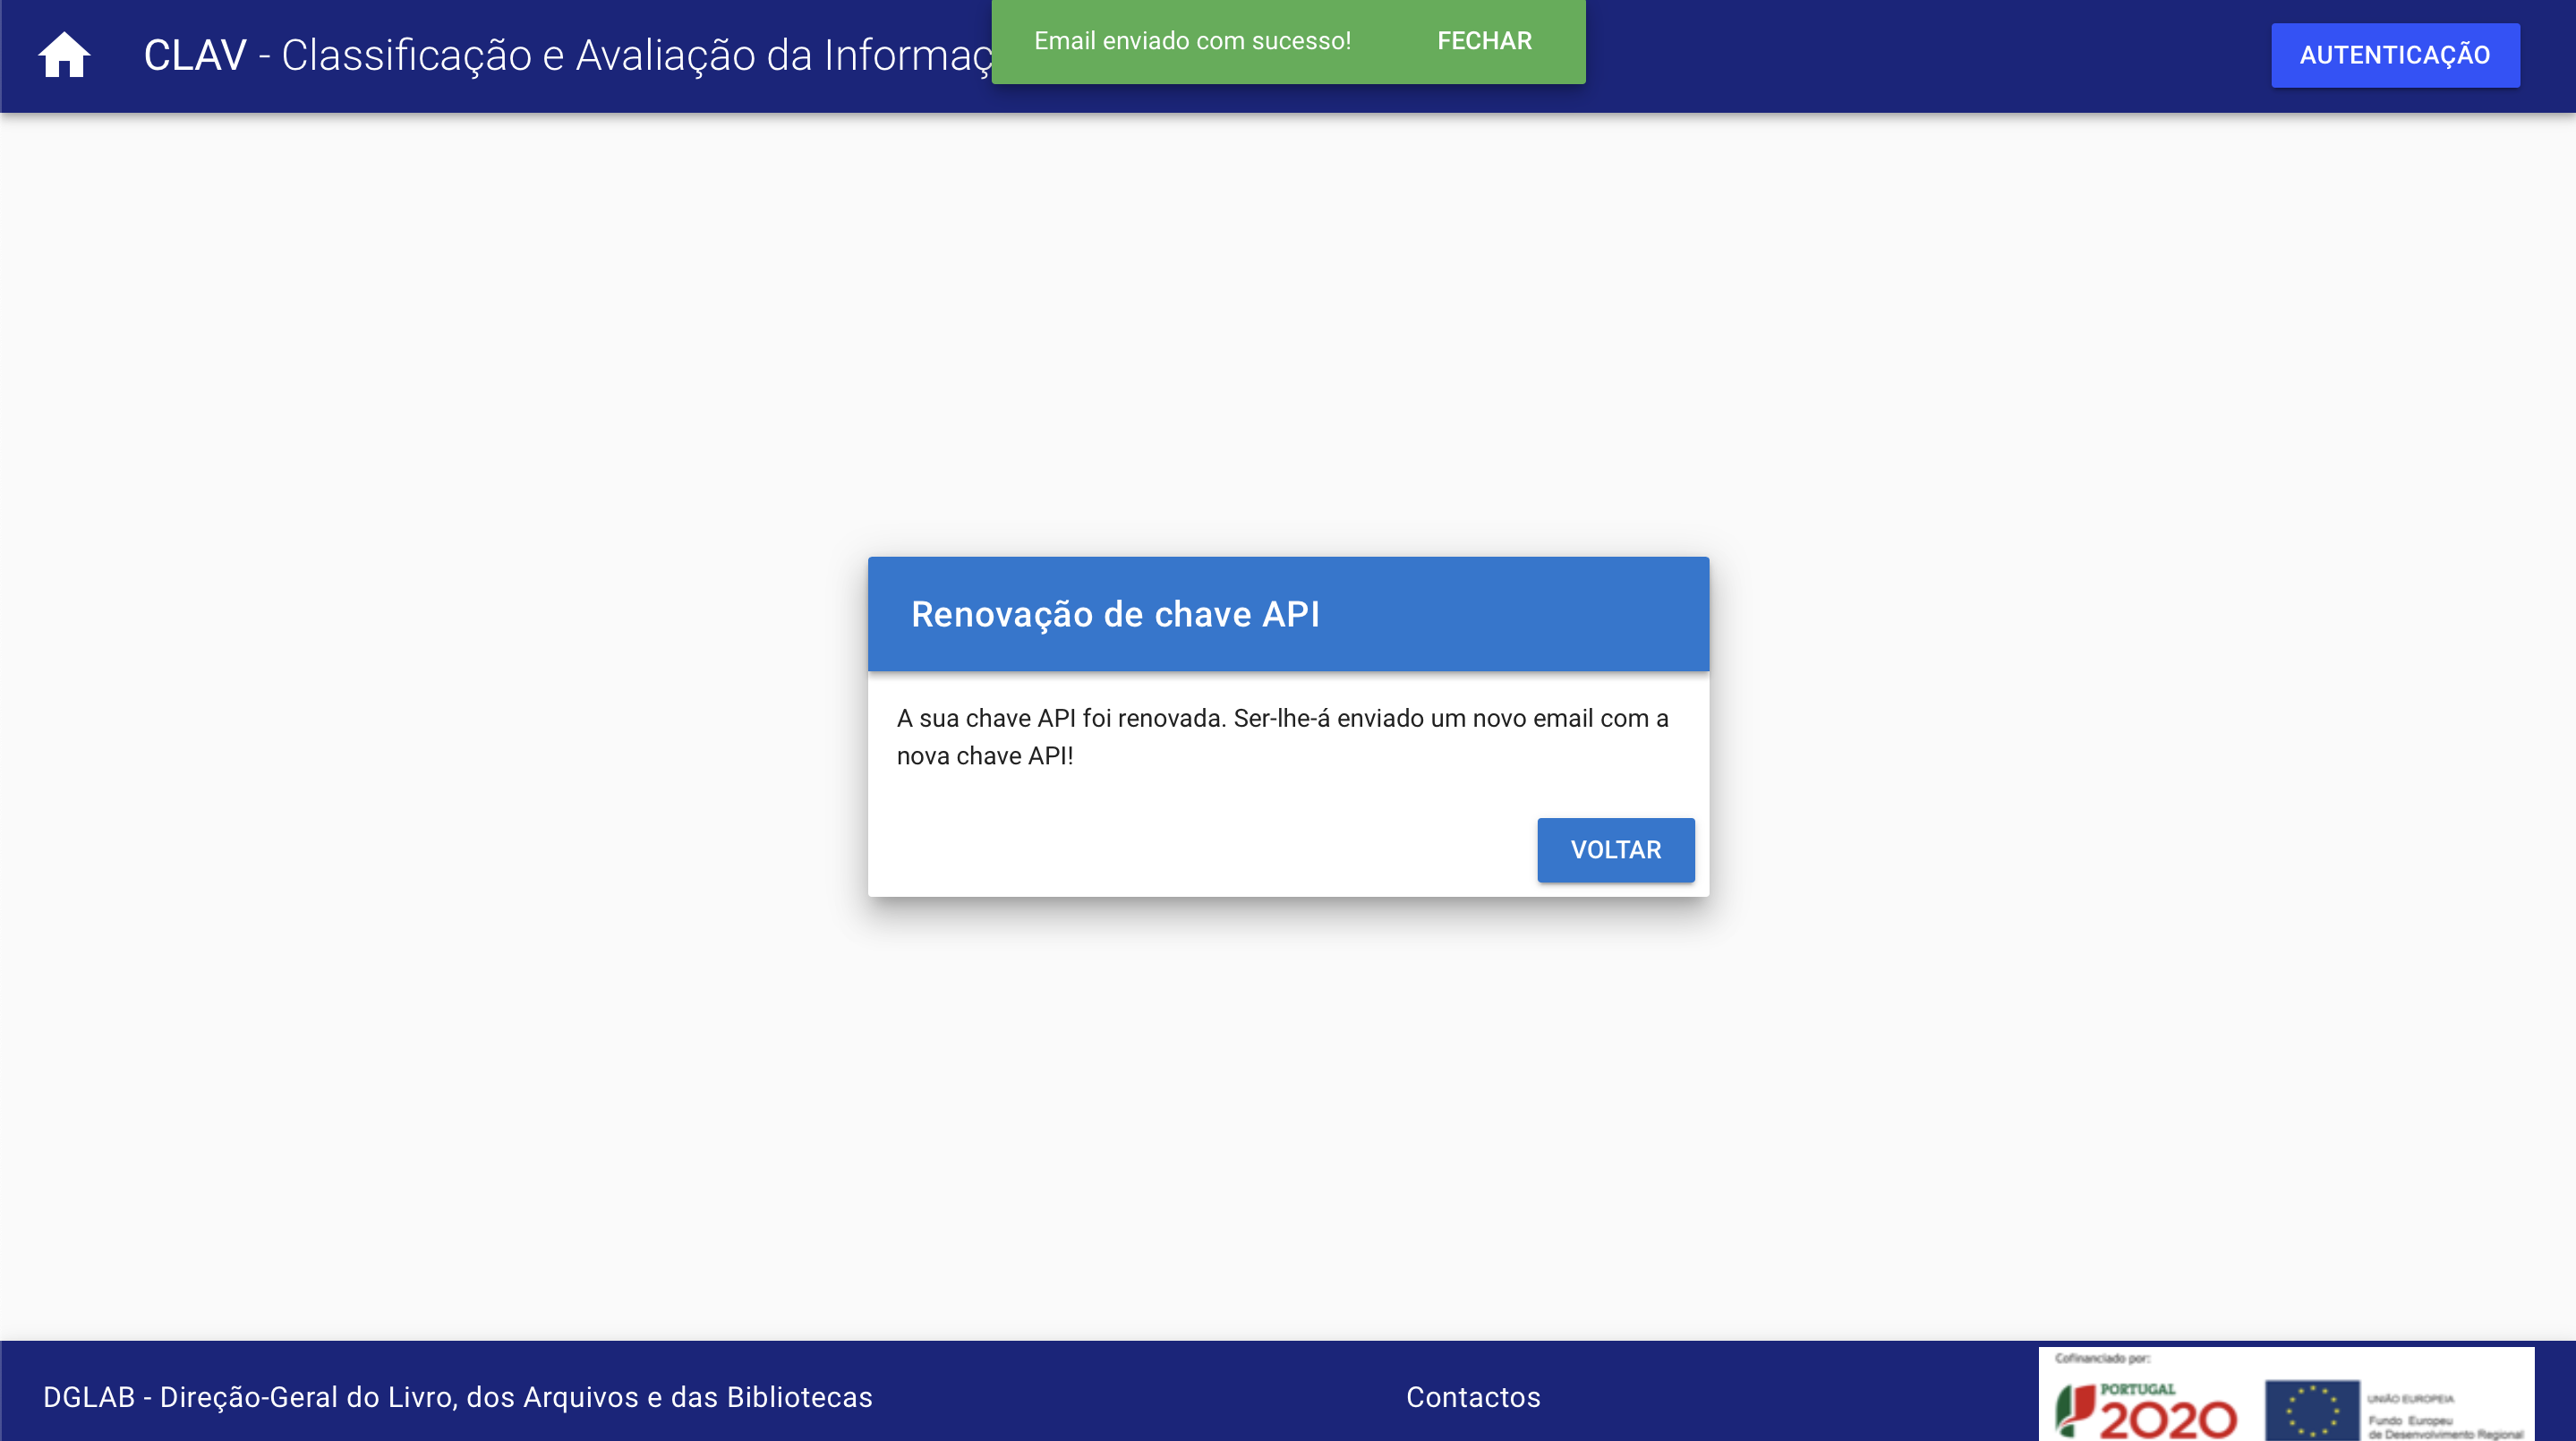 CLAV - Classificação e Avaliação da Informaç
Email enviado com sucesso! FECHAR
AUTENTICAÇÃO
Renovação de chave API
A sua chave API foi renovada. Ser-lhe-á enviado um novo email com a
nova chave API!
VOLTAR
DGLAB - Direção-Geral do Livro, dos Arquivos e das Bibliotecas
Contactos
Cofinanciado por:
PORTUGAL
2020
UNIÃO EUROPEIA
Fundo Europeu
de Desenvolvimento Regional